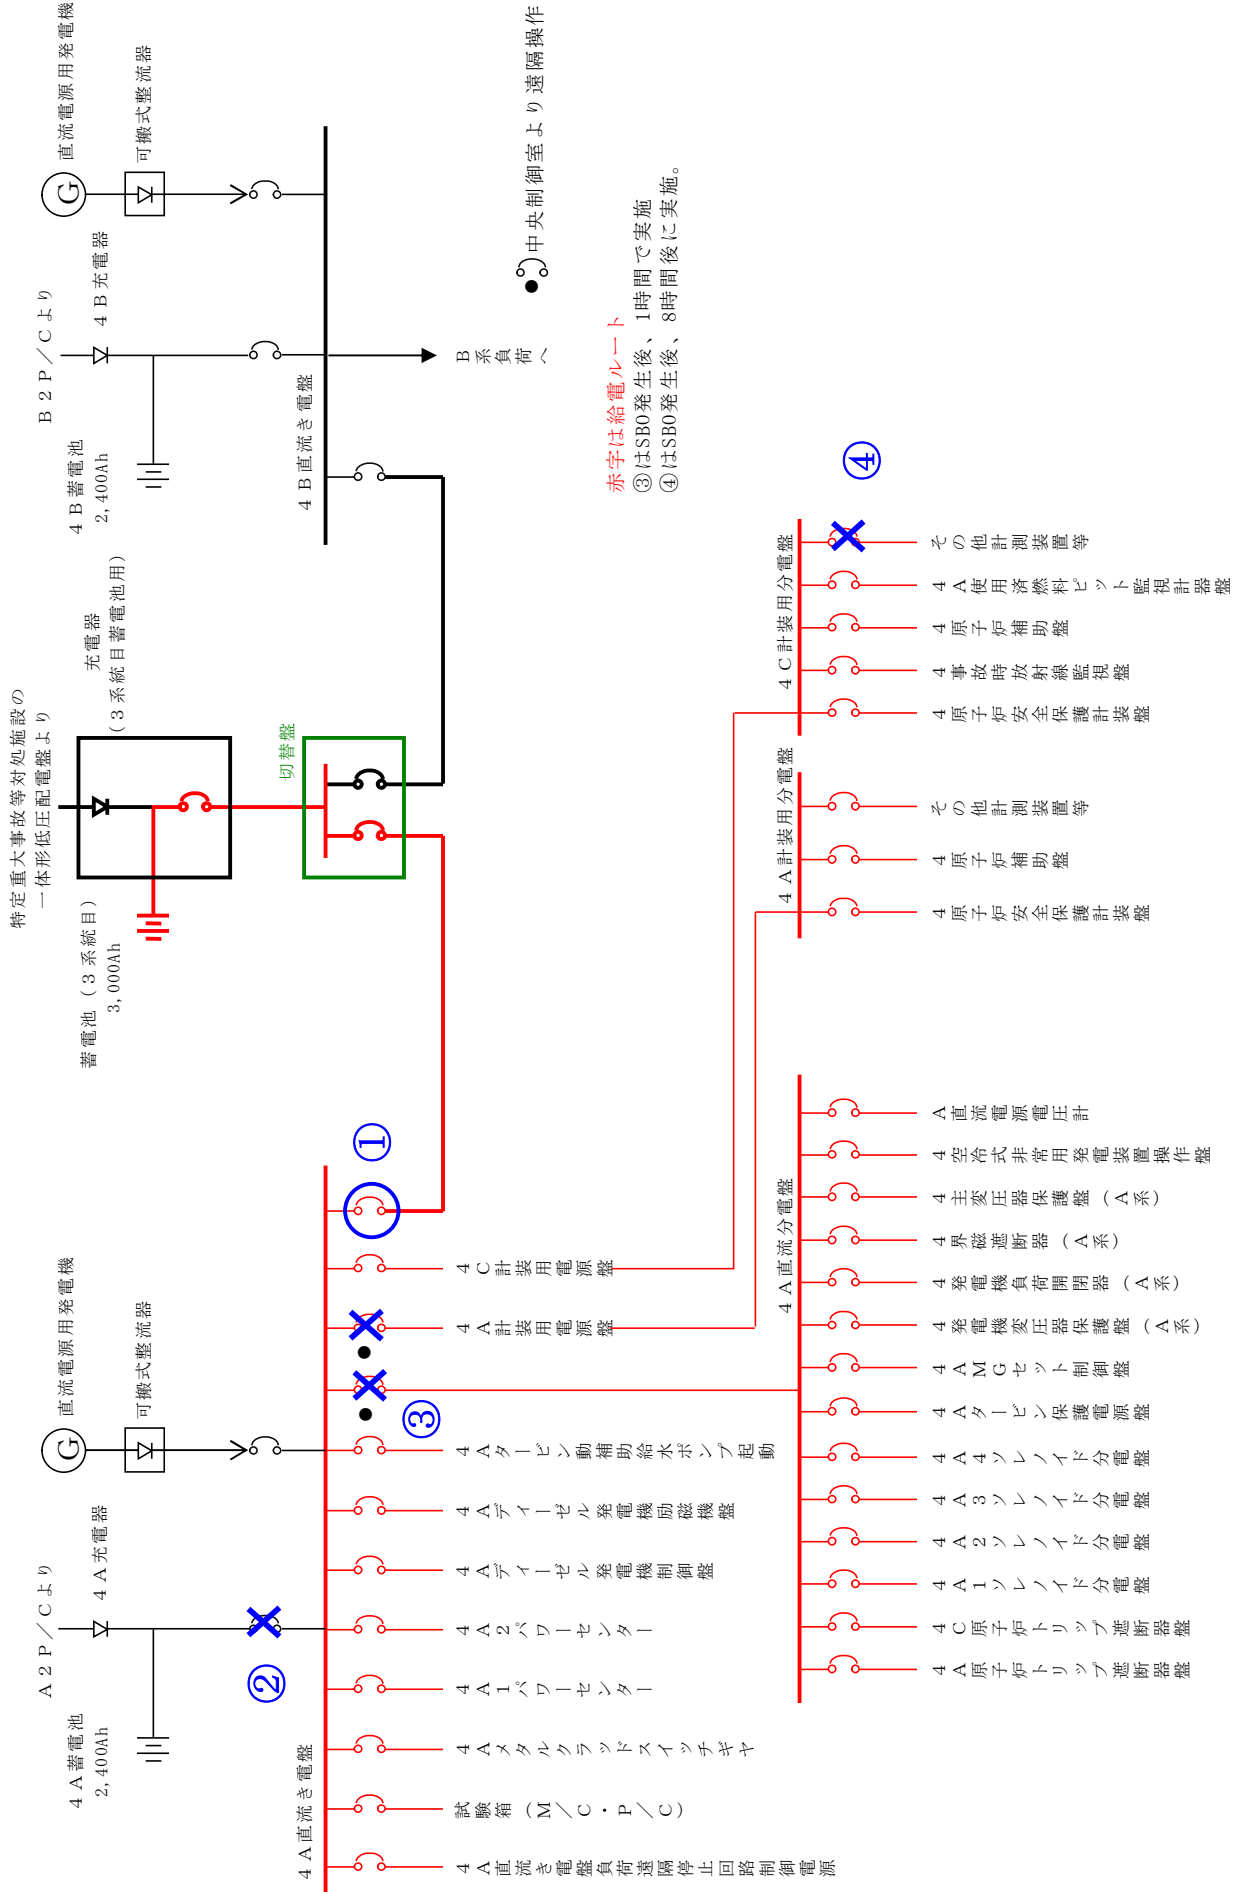 A2P/Cより
4A蓄電池
2,400Ah
4A充電器
直流電源用発電機
G
可搬式整流器
②
4A直流き電盤
蓄電池(3系統目)
3,000Ah
特定重大事故等対処施設の
一体形低圧配電盤より
充電器
(3系統目蓄電池用)
切替盤
①
4B蓄電池
2,400Ah
B2P/Cより
4B充電器
直流電源用発電機
G
可搬式整流器
4B直流き電盤
B系負荷へ
中央制御室より遠隔操作
赤字は給電ルート
③はSBO発生後、1時間で実施
④はSBO発生後、8時間後に実施。
4A直流き電盤負荷遠隔停止回路制御電源
試験箱(M/C・P/C)
4Aメタルクラッドスイッチギヤ
4A1パワーセンター
4A2パワーセンター
4Aディーゼル発電機制御盤
4Aディーゼル発電機励磁機盤
4Aタービン動補助給水ポンプ起動
③
4A計装用電源盤
4C計装用電源盤
4A直流分電盤
4A原子炉トリップ遮断器盤
4C原子炉トリップ遮断器盤
4A1ソレノイド分電盤
4A2ソレノイド分電盤
4A3ソレノイド分電盤
4A4ソレノイド分電盤
4Aタービン保護電源盤
4AMGセット制御盤
4発電機変圧器保護盤(A系)
4発電機負荷開閉器(A系)
4界磁遮断器(A系)
4主変圧器保護盤(A系)
4空冷式非常用発電装置操作盤
A直流電源電圧計
4A計装用分電盤
4原子炉安全保護計装盤
4原子炉補助盤
その他計測装置等
4C計装用分電盤
4原子炉安全保護計装盤
4事故時放射線監視盤
4原子炉補助盤
4A使用済燃料ピット監視計器盤
その他計測装置等
④